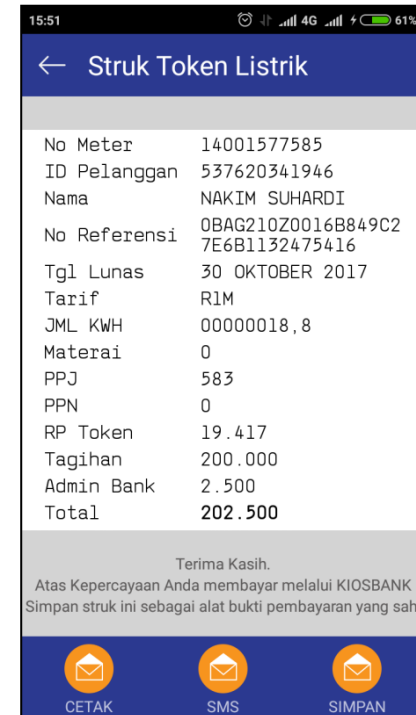 15:51 4G 61%
← Struk Token Listrik
No Meter 14001577585
ID Pelanggan 537620341946
Nama NAKIM SUHARDI
No Referensi 0BAG210Z0016B849C2
7E6B1132475416
Tgl Lunas 30 OKTOBER 2017
Tarif R1M
JML KWH 00000018,8
Materai 0
PPJ 583
PPN 0
RP Token 19.417
Tagihan 200.000
Admin Bank 2.500
Total 202.500
Terima Kasih.
Atas Kepercayaan Anda membayar melalui KIOSBANK
Simpan struk ini sebagai alat bukti pembayaran yang sah
CETAK SMS SIMPAN